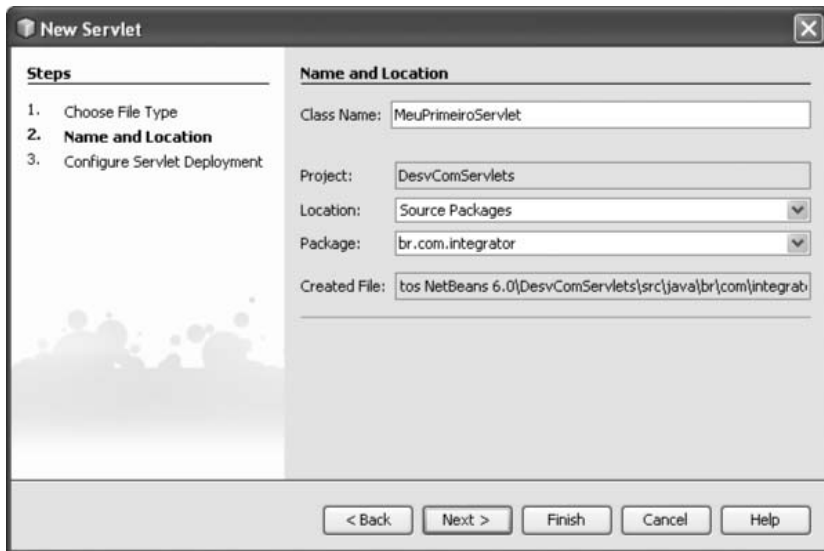 New Servlet
Steps
1. Choose File Type
2. Name and Location
3. Configure Servlet Deployment
Name and Location
Class Name: MeuPrimeiroServlet
Project: DesvComServlets
Location: Source Packages
Package: br.com.integrator
Created File: tos NetBeans 6.0\DesvComServlets\src\java\br\com\integrat
< Back Next > Finish Cancel Help